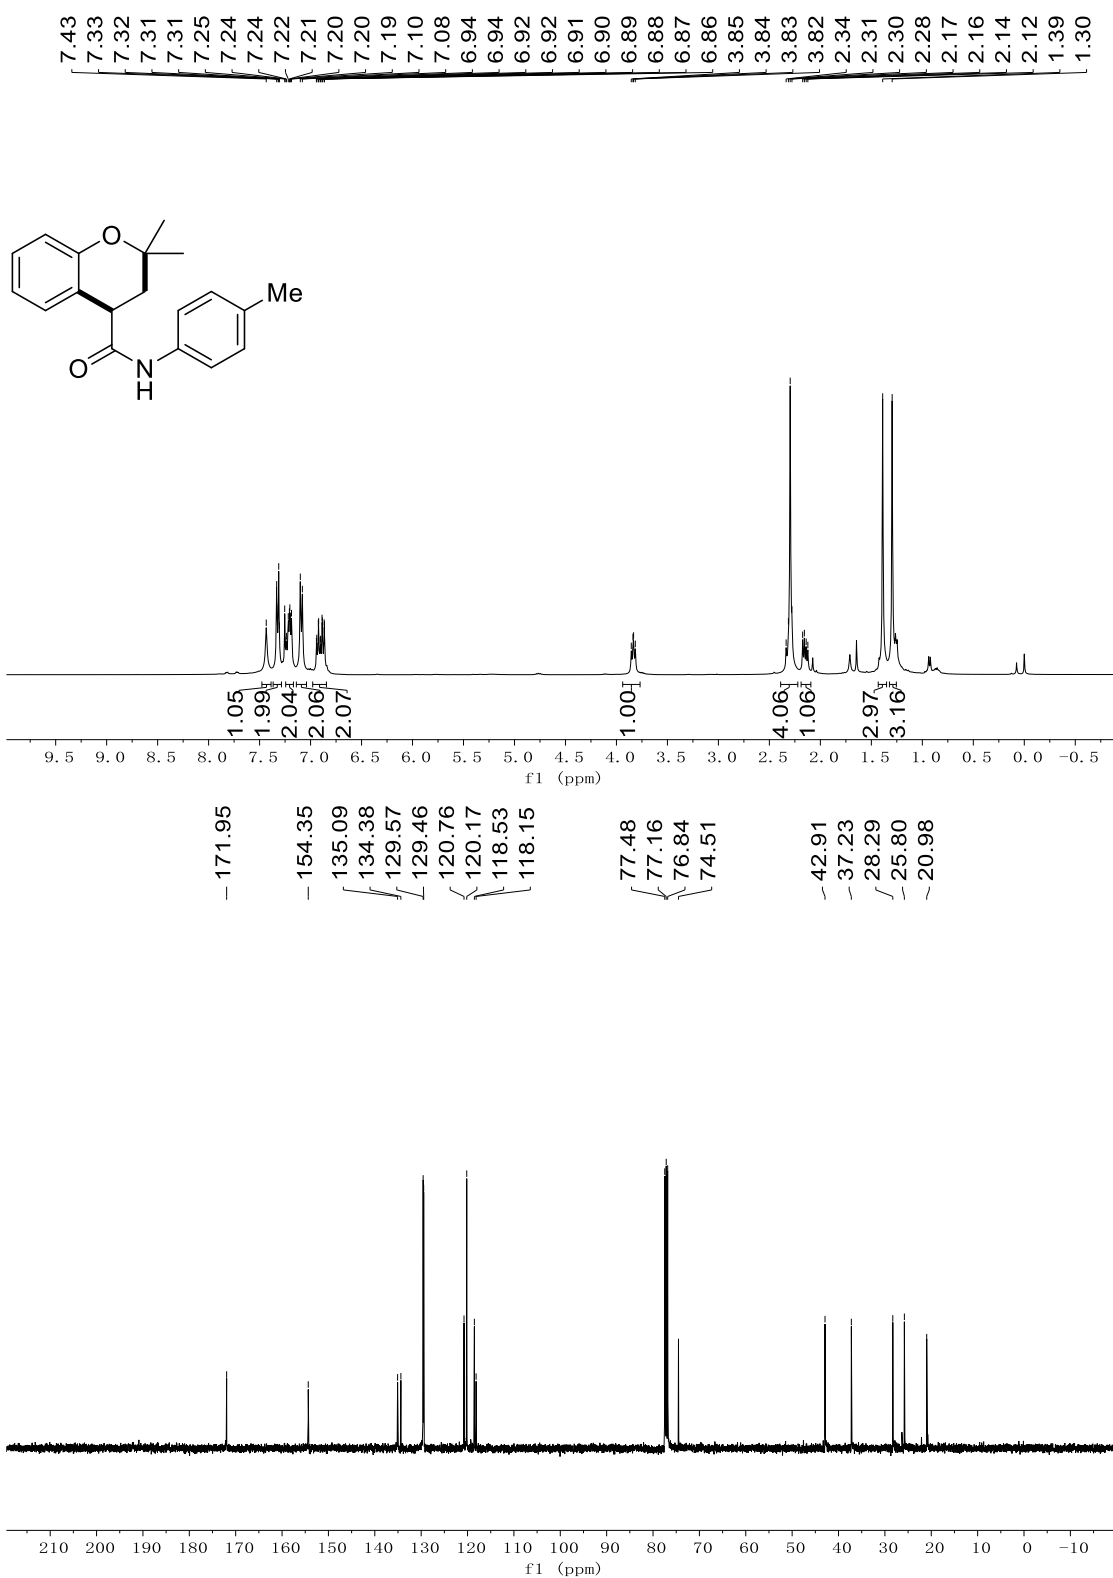 7.43 7.33 7.32 7.31 7.31 7.25 7.24 7.24 7.22 7.21 7.20 7.20 7.19 7.10 7.08 6.94 6.94 6.92 6.92 6.91 6.90 6.89 6.88 6.87 6.86 3.85 3.84 3.83 3.82 2.34 2.31 2.30 2.28 2.17 2.16 2.14 2.12 1.39 1.30
O
Me
O
N
H
1.05 1.99 2.04 2.06 2.07 1.00 4.06 1.06 2.97 3.16
9.5 9.0 8.5 8.0 7.5 7.0 6.5 6.0 5.5 5.0 4.5 4.0 3.5 3.0 2.5 2.0 1.5 1.0 0.5 0.0 -0.5
f1 (ppm)
171.95 154.35 135.09 134.38 129.57 129.46 120.76 120.17 118.53 118.15 77.48 77.16 76.84 74.51 42.91 37.23 28.29 25.80 20.98
210 200 190 180 170 160 150 140 130 120 110 100 90 80 70 60 50 40 30 20 10 0 -10
f1 (ppm)